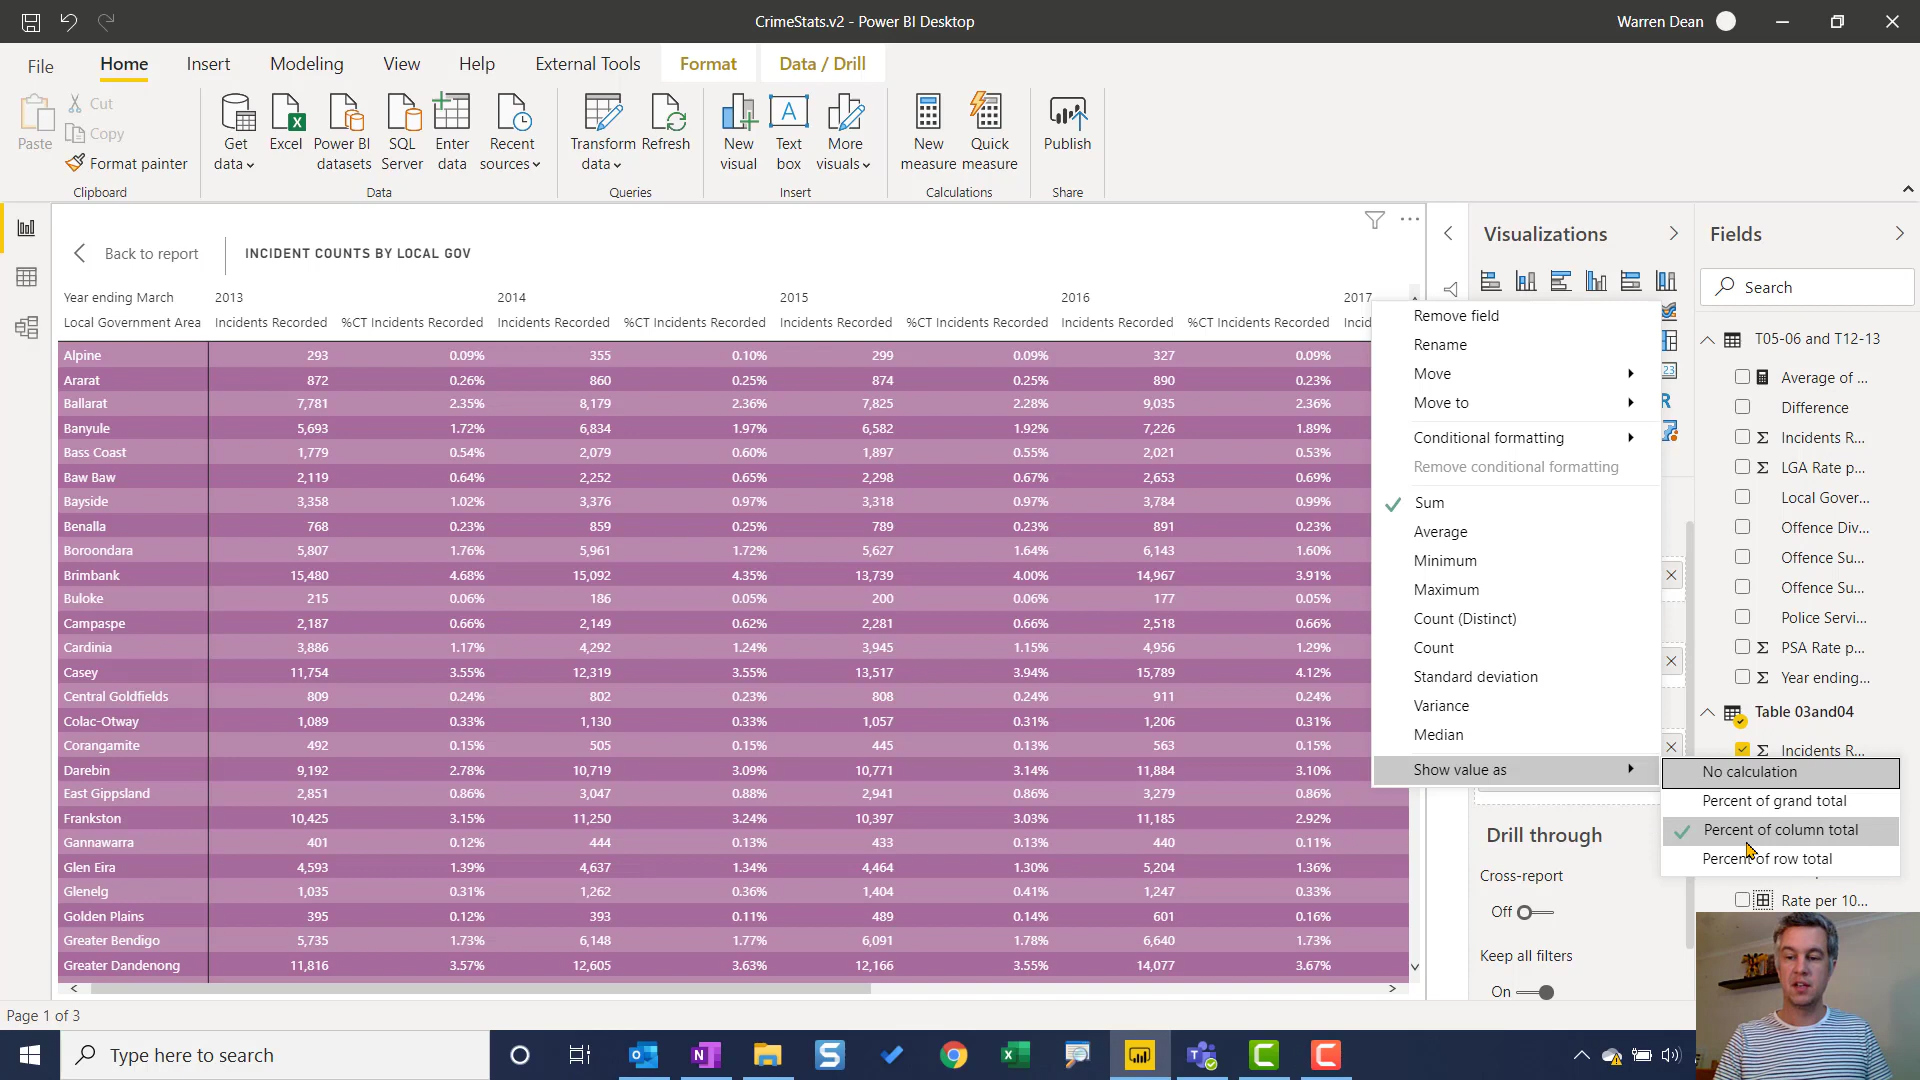 CrimeStats.v2 - Power BI Desktop
Warren Dean
File
Home
Insert
Modeling
View
Help
External Tools
Format
Data / Drill
Paste
Cut
Copy
Format painter
Clipboard
Get data
Excel
Power BI datasets
SQL Server
Enter data
Recent sources
Data
Transform data
Refresh
Queries
New visual
Text box
More visuals
Insert
New measure
Quick measure
Calculations
Publish
Share
Back to report
INCIDENT COUNTS BY LOCAL GOV
Year ending March 2013 2014 2015 2016 2017
Local Government Area Incidents Recorded %CT Incidents Recorded Incidents Recorded %CT Incidents Recorded Incidents Recorded %CT Incidents Recorded Incidents Recorded %CT Incidents Recorded
Alpine 293 0.09% 355 0.10% 299 0.09% 327 0.09%
Ararat 872 0.26% 860 0.25% 874 0.25% 890 0.23%
Ballarat 7,781 2.35% 8,179 2.36% 7,825 2.28% 9,035 2.36%
Banyule 5,693 1.72% 6,834 1.97% 6,582 1.92% 7,226 1.89%
Bass Coast 1,779 0.54% 2,079 0.60% 1,897 0.55% 2,021 0.53%
Baw Baw 2,119 0.64% 2,252 0.65% 2,298 0.67% 2,653 0.69%
Bayside 3,358 1.02% 3,376 0.97% 3,318 0.97% 3,784 0.99%
Benalla 768 0.23% 859 0.25% 789 0.23% 891 0.23%
Boroondara 5,807 1.76% 5,961 1.72% 5,627 1.64% 6,143 1.60%
Brimbank 15,480 4.68% 15,092 4.35% 13,739 4.00% 14,967 3.91%
Buloke 215 0.06% 186 0.05% 200 0.06% 177 0.05%
Campaspe 2,187 0.66% 2,149 0.62% 2,281 0.66% 2,518 0.66%
Cardinia 3,886 1.17% 4,292 1.24% 3,945 1.15% 4,956 1.29%
Casey 11,754 3.55% 12,319 3.55% 13,517 3.94% 15,789 4.12%
Central Goldfields 809 0.24% 802 0.23% 808 0.24% 911 0.24%
Colac-Otway 1,089 0.33% 1,130 0.33% 1,057 0.31% 1,206 0.31%
Corangamite 492 0.15% 505 0.15% 445 0.13% 563 0.15%
Darebin 9,192 2.78% 10,719 3.09% 10,771 3.14% 11,884 3.10%
East Gippsland 2,851 0.86% 3,047 0.88% 2,941 0.86% 3,279 0.86%
Frankston 10,425 3.15% 11,250 3.24% 10,397 3.03% 11,185 2.92%
Gannawarra 401 0.12% 444 0.13% 433 0.13% 440 0.11%
Glen Eira 4,593 1.39% 4,637 1.34% 4,464 1.30% 5,204 1.36%
Glenelg 1,035 0.31% 1,262 0.36% 1,404 0.41% 1,247 0.33%
Golden Plains 395 0.12% 393 0.11% 489 0.14% 601 0.16%
Greater Bendigo 5,735 1.73% 6,148 1.77% 6,091 1.78% 6,640 1.73%
Greater Dandenong 11,816 3.57% 12,605 3.63% 12,166 3.55% 14,077 3.67%
Remove field
Rename
Move
Move to
Conditional formatting
Remove conditional formatting
Sum
Average
Minimum
Maximum
Count (Distinct)
Count
Standard deviation
Variance
Median
Show value as
No calculation
Percent of grand total
Percent of column total
Percent of row total
Visualizations
Drill through
Cross-report
Off
Keep all filters
On
Fields
Search
T05-06 and T12-13
Average of ...
Difference
Incidents R...
LGA Rate p...
Local Gover...
Offence Div...
Offence Su...
Offence Su...
Police Servi...
PSA Rate p...
Year ending...
Table 03and04
Incidents R...
Rate per 10...
Page 1 of 3
Type here to search